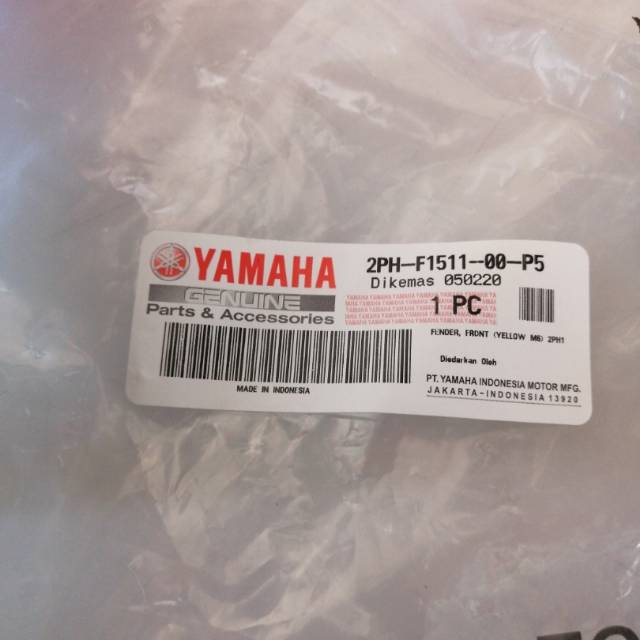 YAMAHA
GENUINE
Parts & Accessories
MADE IN INDONESIA
2PH-F1511-00-P5
Dikemas 050220
1 PC
FENDER, FRONT (YELLOW M6) 2PH1
Diedarkan Oleh
PT. YAMAHA INDONESIA MOTOR MFG.
JAKARTA-INDONESIA 13920